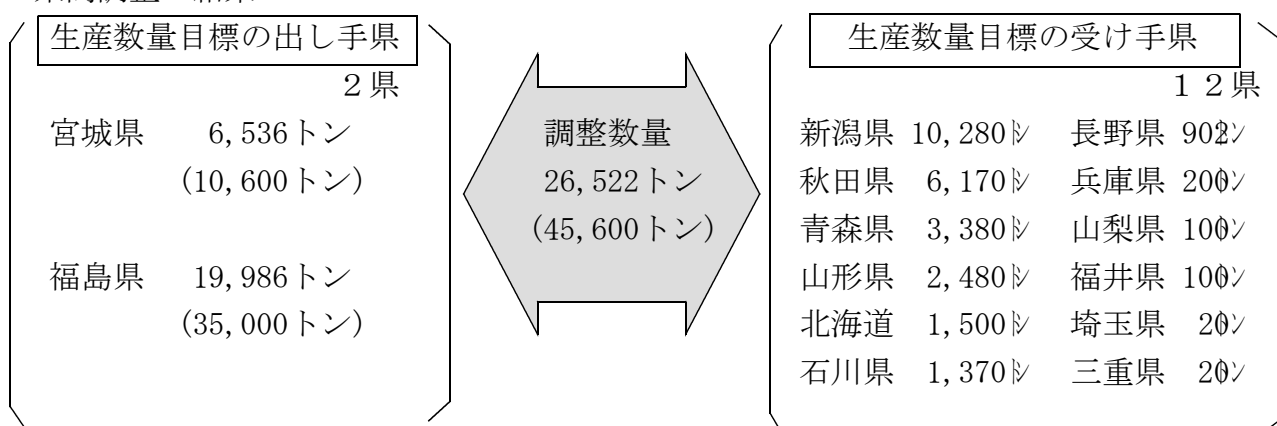 生産数量目標の出し手県
２県
宮城県 6,536トン
(10,600トン)
福島県 19,986トン
(35,000トン)
調整数量
26,522トン
(45,600トン)
生産数量目標の受け手県
１２県
新潟県 10,280㌧ 長野県 902㌧
秋田県 6,170㌧ 兵庫県 200㌧
青森県 3,380㌧ 山梨県 100㌧
山形県 2,480㌧ 福井県 100㌧
北海道 1,500㌧ 埼玉県 20㌧
石川県 1,370㌧ 三重県 20㌧